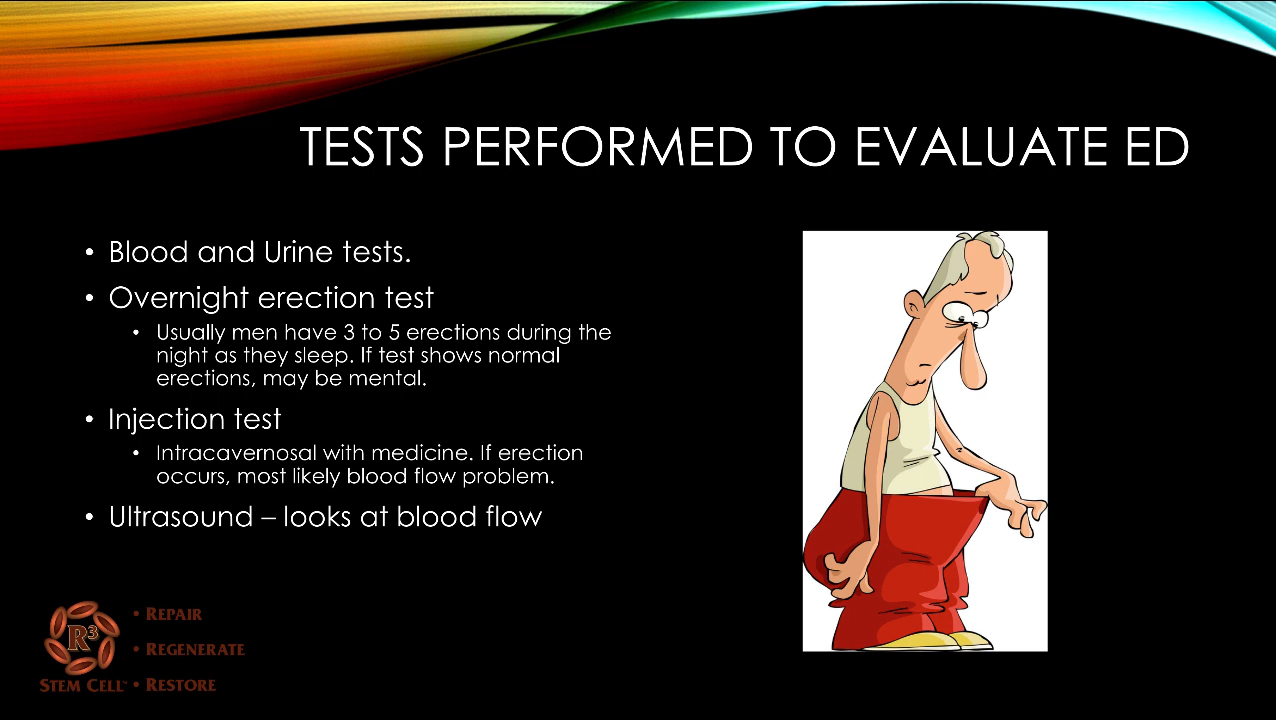 TESTS PERFORMED TO EVALUATE ED
• Blood and Urine tests.
• Overnight erection test
• Usually men have 3 to 5 erections during the
night as they sleep. If test shows normal
erections, may be mental.
• Injection test
• Intracavernosal with medicine. If erection
occurs, most likely blood flow problem.
• Ultrasound – looks at blood flow
R³
STEM CELL™
• REPAIR
• REGENERATE
• RESTORE